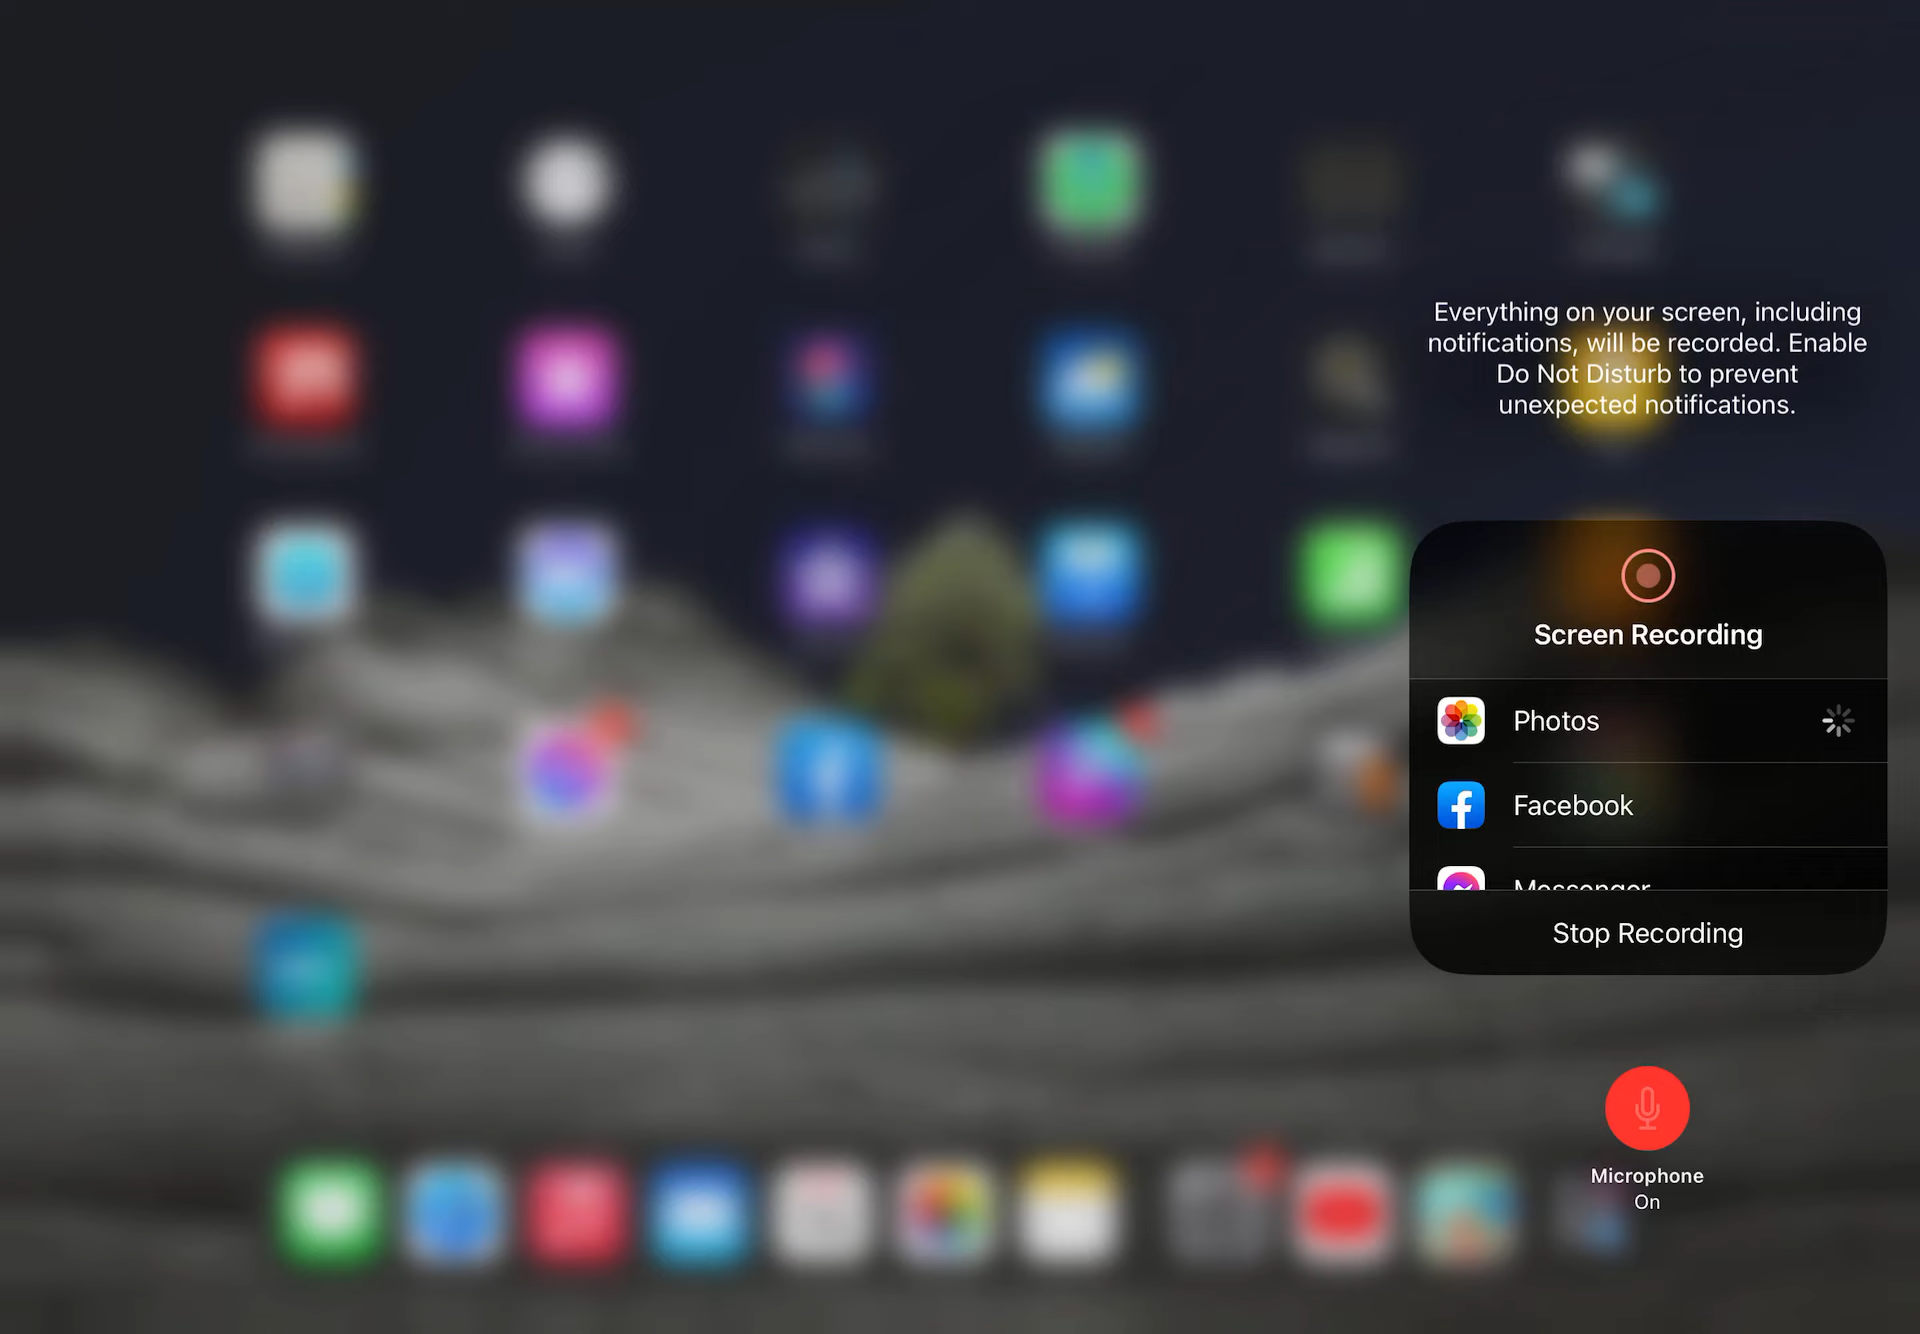 Everything on your screen, including
notifications, will be recorded. Enable
Do Not Disturb to prevent
unexpected notifications.
Screen Recording
Photos
Facebook
Messenger
Stop Recording
Microphone
On